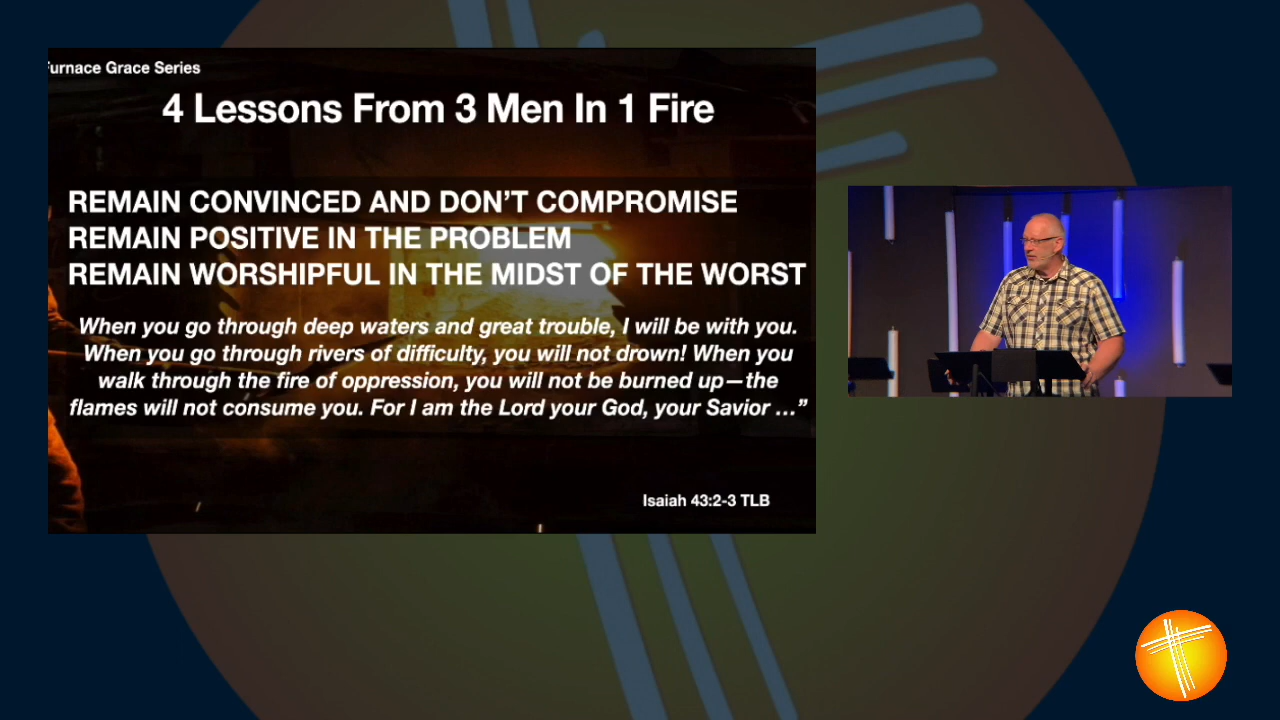 urnace Grace Series
4 Lessons From 3 Men In 1 Fire
REMAIN CONVINCED AND DON'T COMPROMISE
REMAIN POSITIVE IN THE PROBLEM
REMAIN WORSHIPFUL IN THE MIDST OF THE WORST
When you go through deep waters and great trouble, I will be with you.
When you go through rivers of difficulty, you will not drown! When you
walk through the fire of oppression, you will not be burned up—the
flames will not consume you. For I am the Lord your God, your Savior …”
Isaiah 43:2-3 TLB